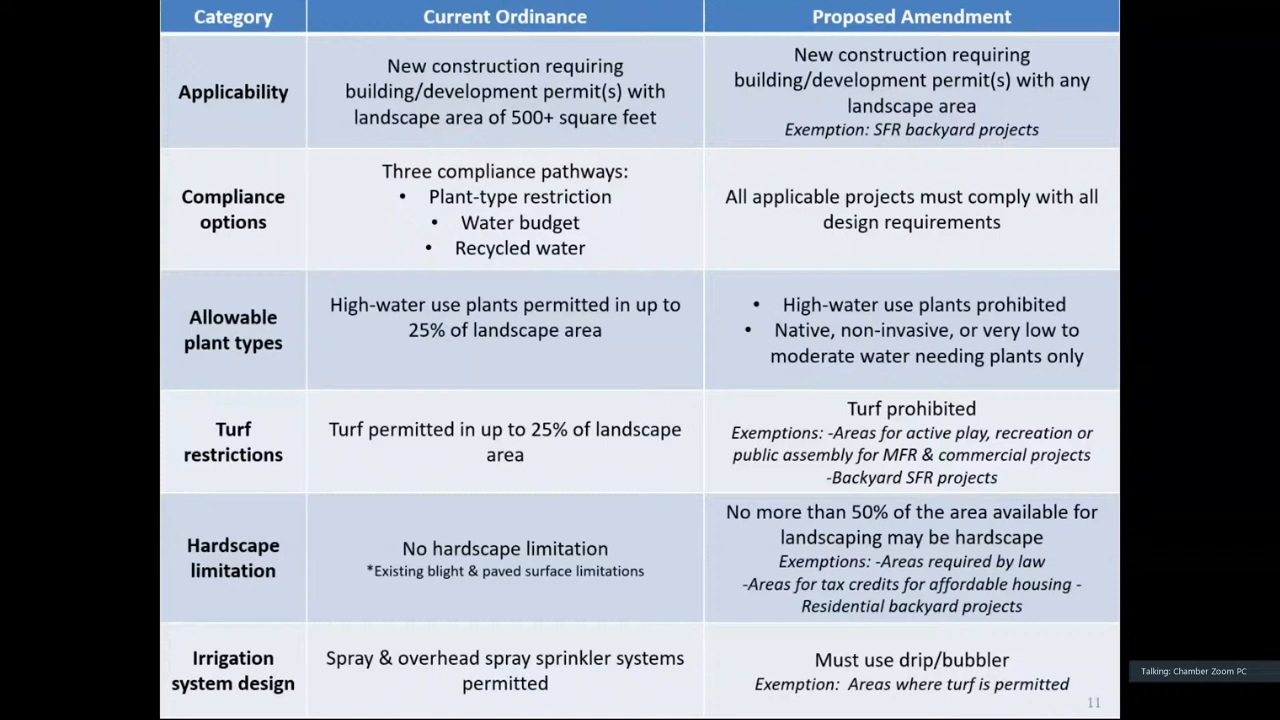 Category
Current Ordinance
Proposed Amendment
Applicability
New construction requiring
building/development permit(s) with
landscape area of 500+ square feet
New construction requiring
building/development permit(s) with any
landscape area
Exemption: SFR backyard projects
Compliance
options
Three compliance pathways:
• Plant-type restriction
• Water budget
• Recycled water
All applicable projects must comply with all
design requirements
Allowable
plant types
High-water use plants permitted in up to
25% of landscape area
• High-water use plants prohibited
• Native, non-invasive, or very low to
moderate water needing plants only
Turf
restrictions
Turf permitted in up to 25% of landscape
area
Turf prohibited
Exemptions: -Areas for active play, recreation or
public assembly for MFR & commercial projects
-Backyard SFR projects
Hardscape
limitation
No hardscape limitation
*Existing blight & paved surface limitations
No more than 50% of the area available for
landscaping may be hardscape
Exemptions: -Areas required by law
-Areas for tax credits for affordable housing -
Residential backyard projects
Irrigation
system design
Spray & overhead spray sprinkler systems
permitted
Must use drip/bubbler
Exemption: Areas where turf is permitted
11
Talking: Chamber Zoom PC